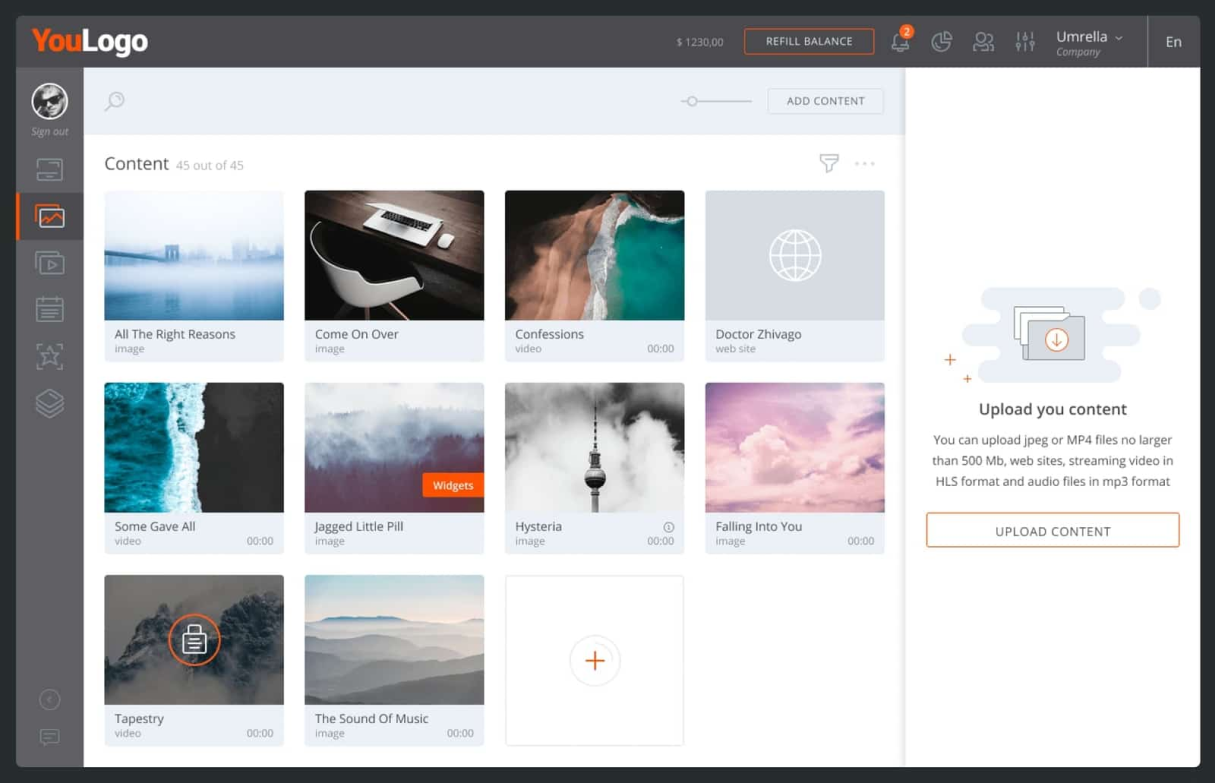 YouLogo
$ 1230,00
REFILL BALANCE
2
Umrella
Company
En
Sign out
ADD CONTENT
Content 45 out of 45
All The Right Reasons
image
Come On Over
image
Confessions
video 00:00
Doctor Zhivago
web site
Some Gave All
video 00:00
Widgets
Jagged Little Pill
image
Hysteria
image 00:00
Falling Into You
image 00:00
Tapestry
video 00:00
The Sound Of Music
image 00:00
Upload you content
You can upload jpeg or MP4 files no larger
than 500 Mb, web sites, streaming video in
HLS format and audio files in mp3 format
UPLOAD CONTENT